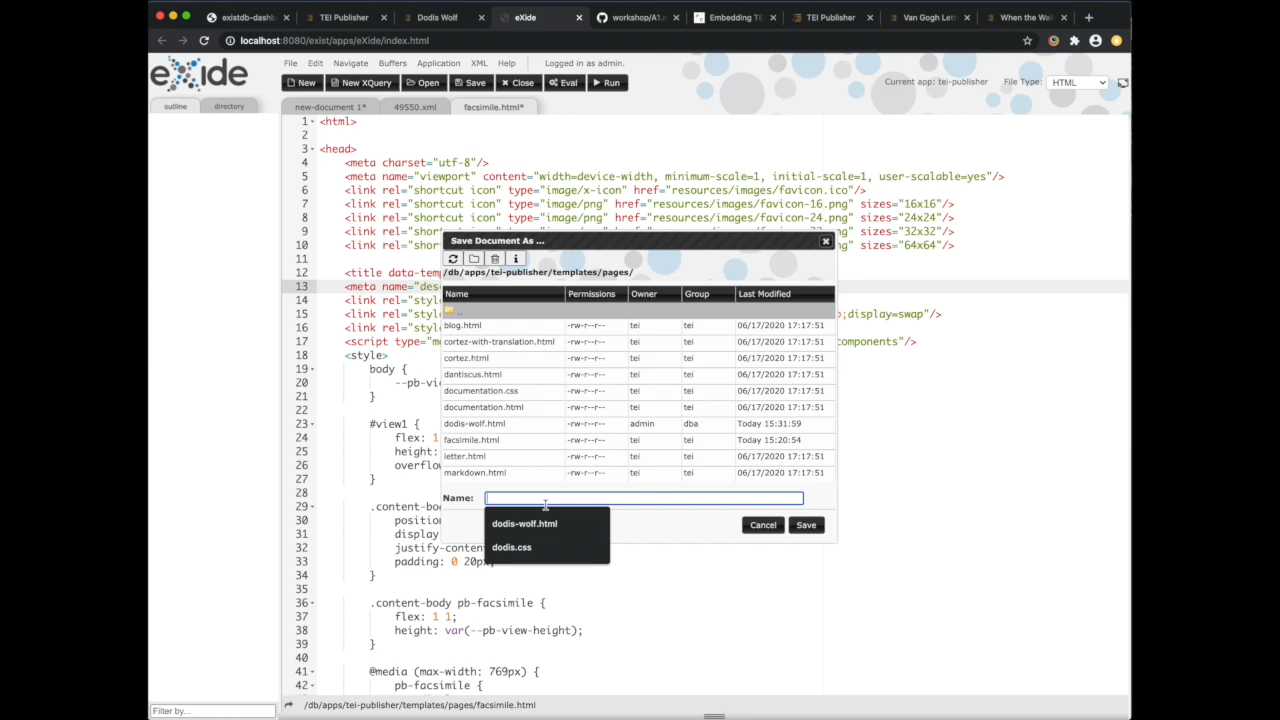 existdb-dashb
TEI Publisher
Dodis Wolf
eXide
workshop/A1.n
Embedding TE
TEI Publisher
Van Gogh Lett
When the Wal
localhost:8080/exist/apps/eXide/index.html
eXide
File Edit Navigate Buffers Application XML Help Logged in as admin.
New New XQuery Open Save Close Eval Run
Current app: tei-publisher File Type: HTML
outline directory
new-document 1* 49550.xml facsimile.html*
1 <html>
2
3 <head>
4 <meta charset="utf-8"/>
5 <meta name="viewport" content="width=device-width, minimum-scale=1, initial-scale=1, user-scalable=yes"/>
6 <link rel="shortcut icon" type="image/x-icon" href="resources/images/favicon.ico"/>
7 <link rel="shortcut icon" type="image/png" href="resources/images/favicon-16.png" sizes="16x16"/>
8 <link rel="shortcut icon" type="image/png" href="resources/images/favicon-24.png" sizes="24x24"/>
9 sizes="32x32"/>
10 <link rel="short sizes="64x64"/>
11
12 <title data-tem
13 <meta name="des
14 <link rel="styl
15 <link rel="styl ;display=swap"/>
16 <link rel="styl
17 <script type="m omponents"/>
18 <style>
19 body {
20 --pb-vi
21 }
22
23 #view1 {
24 flex: 1
25 height:
26 overflo
27 }
28
29 .content-bo
30 position
31 display
32 justify-content
33 padding: 0 20px;
34 }
35
36 .content-body pb-facsimile {
37 flex: 1 1;
38 height: var(--pb-view-height);
39 }
40
41 @media (max-width: 769px) {
42 pb-facsimile {
Save Document As ...
/db/apps/tei-publisher/templates/pages/
Name Permissions Owner Group Last Modified
..
blog.html -rw-r--r-- tei tei 06/17/2020 17:17:51
cortez-with-translation.html -rw-r--r-- tei tei 06/17/2020 17:17:51
cortez.html -rw-r--r-- tei tei 06/17/2020 17:17:51
dantiscus.html -rw-r--r-- tei tei 06/17/2020 17:17:51
documentation.css -rw-r--r-- tei tei 06/17/2020 17:17:51
documentation.html -rw-r--r-- tei tei 06/17/2020 17:17:51
dodis-wolf.html -rw-r--r-- admin dba Today 15:31:59
facsimile.html -rw-r--r-- tei tei Today 15:20:54
letter.html -rw-r--r-- tei tei 06/17/2020 17:17:51
markdown.html -rw-r--r-- tei tei 06/17/2020 17:17:51
Name:
dodis-wolf.html
dodis.css
Cancel Save
Filter by...
/db/apps/tei-publisher/templates/pages/facsimile.html